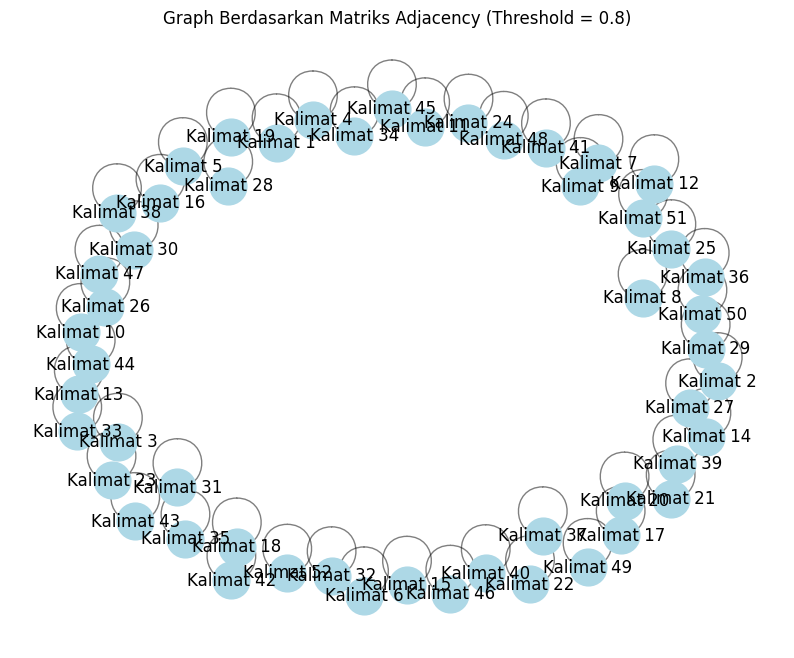 Graph Berdasarkan Matriks Adjacency (Threshold = 0.8)
Kalimat 45
Kalimat 4
Kalimat 24
Kalimat 11
Kalimat 19
Kalimat 34
Kalimat 48
Kalimat 1
Kalimat 41
Kalimat 7
Kalimat 5
Kalimat 12
Kalimat 28
Kalimat 9
Kalimat 16
Kalimat 38
Kalimat 51
Kalimat 30
Kalimat 25
Kalimat 47
Kalimat 36
Kalimat 8
Kalimat 26
Kalimat 50
Kalimat 10
Kalimat 29
Kalimat 44
Kalimat 2
Kalimat 13
Kalimat 27
Kalimat 33
Kalimat 14
Kalimat 3
Kalimat 39
Kalimat 23
Kalimat 31
Kalimat 21
Kalimat 20
Kalimat 43
Kalimat 37
Kalimat 17
Kalimat 35
Kalimat 18
Kalimat 49
Kalimat 52
Kalimat 40
Kalimat 32
Kalimat 42
Kalimat 15
Kalimat 22
Kalimat 46
Kalimat 6